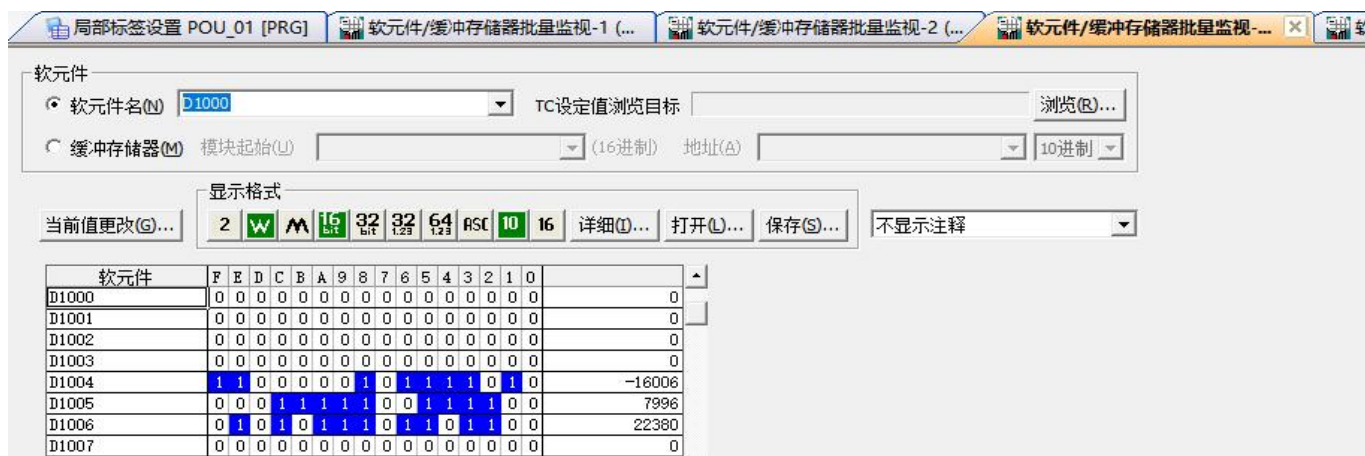 局部标签设置 POU_01 [PRG] 软元件/缓冲存储器批量监视-1 (... 软元件/缓冲存储器批量监视-2 (... 软元件/缓冲存储器批量监视-...
软元件
软元件名(N) D1000 TC设定值浏览目标 浏览(R)...
缓冲存储器(M) 模块起始(U) (16进制) 地址(A) 10进制
显示格式
当前值更改(G)... 2 W M 16bit 32bit 32 1.23 64 1.23 ASC 10 16 详细(I)... 打开(L)... 保存(S)... 不显示注释
软元件 F E D C B A 9 8 7 6 5 4 3 2 1 0
D1000 0 0 0 0 0 0 0 0 0 0 0 0 0 0 0 0 0
D1001 0 0 0 0 0 0 0 0 0 0 0 0 0 0 0 0 0
D1002 0 0 0 0 0 0 0 0 0 0 0 0 0 0 0 0 0
D1003 0 0 0 0 0 0 0 0 0 0 0 0 0 0 0 0 0
D1004 1 1 0 0 0 0 0 1 0 1 1 1 1 0 1 0 -16006
D1005 0 0 0 1 1 1 1 1 0 0 1 1 1 1 0 0 7996
D1006 0 1 0 1 0 1 1 1 0 1 1 0 1 1 0 0 22380
D1007 0 0 0 0 0 0 0 0 0 0 0 0 0 0 0 0 0